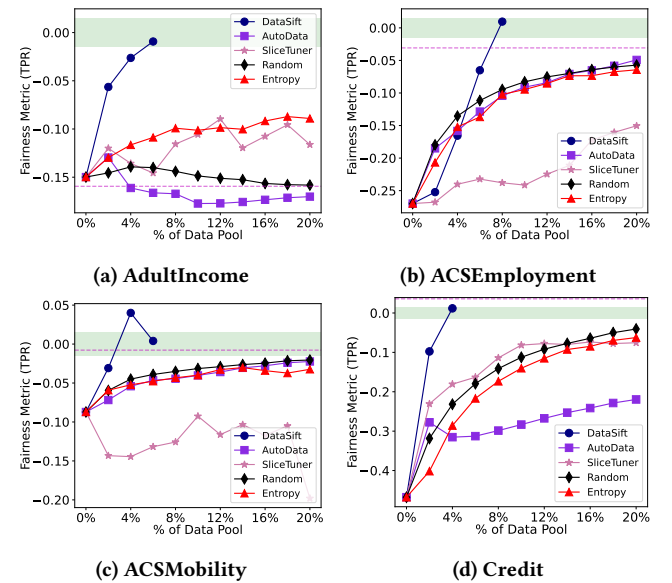 0.00
−0.05
−0.10
−0.15
Fairness Metric (TPR)
DataSift
AutoData
SliceTuner
Random
Entropy
0% 4% 8% 12% 16% 20%
% of Data Pool
(a) AdultIncome
0.00
−0.05
−0.10
−0.15
−0.20
−0.25
Fairness Metric (TPR)
DataSift
AutoData
SliceTuner
Random
Entropy
0% 4% 8% 12% 16% 20%
% of Data Pool
(b) ACSEmployment
0.05
0.00
−0.05
−0.10
−0.15
−0.20
Fairness Metric (TPR)
DataSift
AutoData
SliceTuner
Random
Entropy
0% 4% 8% 12% 16% 20%
% of Data Pool
(c) ACSMobility
0.0
−0.1
−0.2
−0.3
−0.4
Fairness Metric (TPR)
DataSift
AutoData
SliceTuner
Random
Entropy
0% 4% 8% 12% 16% 20%
% of Data Pool
(d) Credit